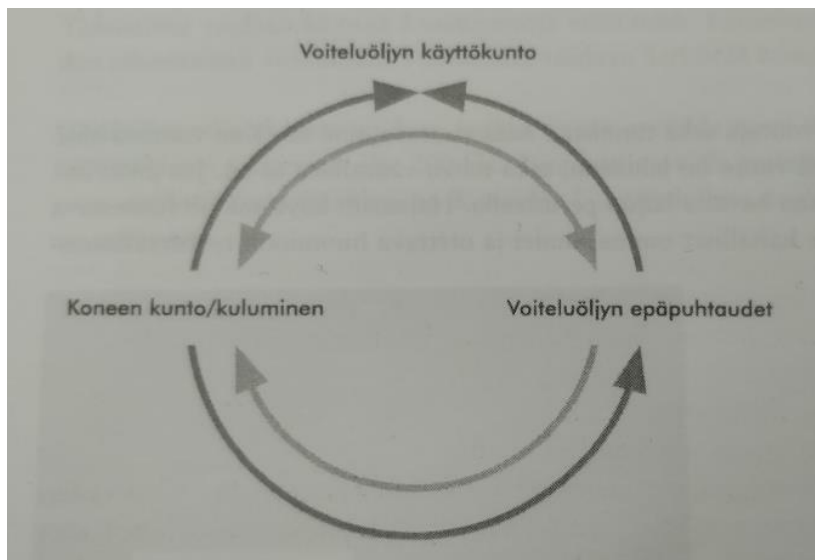 Voiteluöljyn käyttökunto
Koneen kunto/kuluminen
Voiteluöljyn epäpuhtaudet